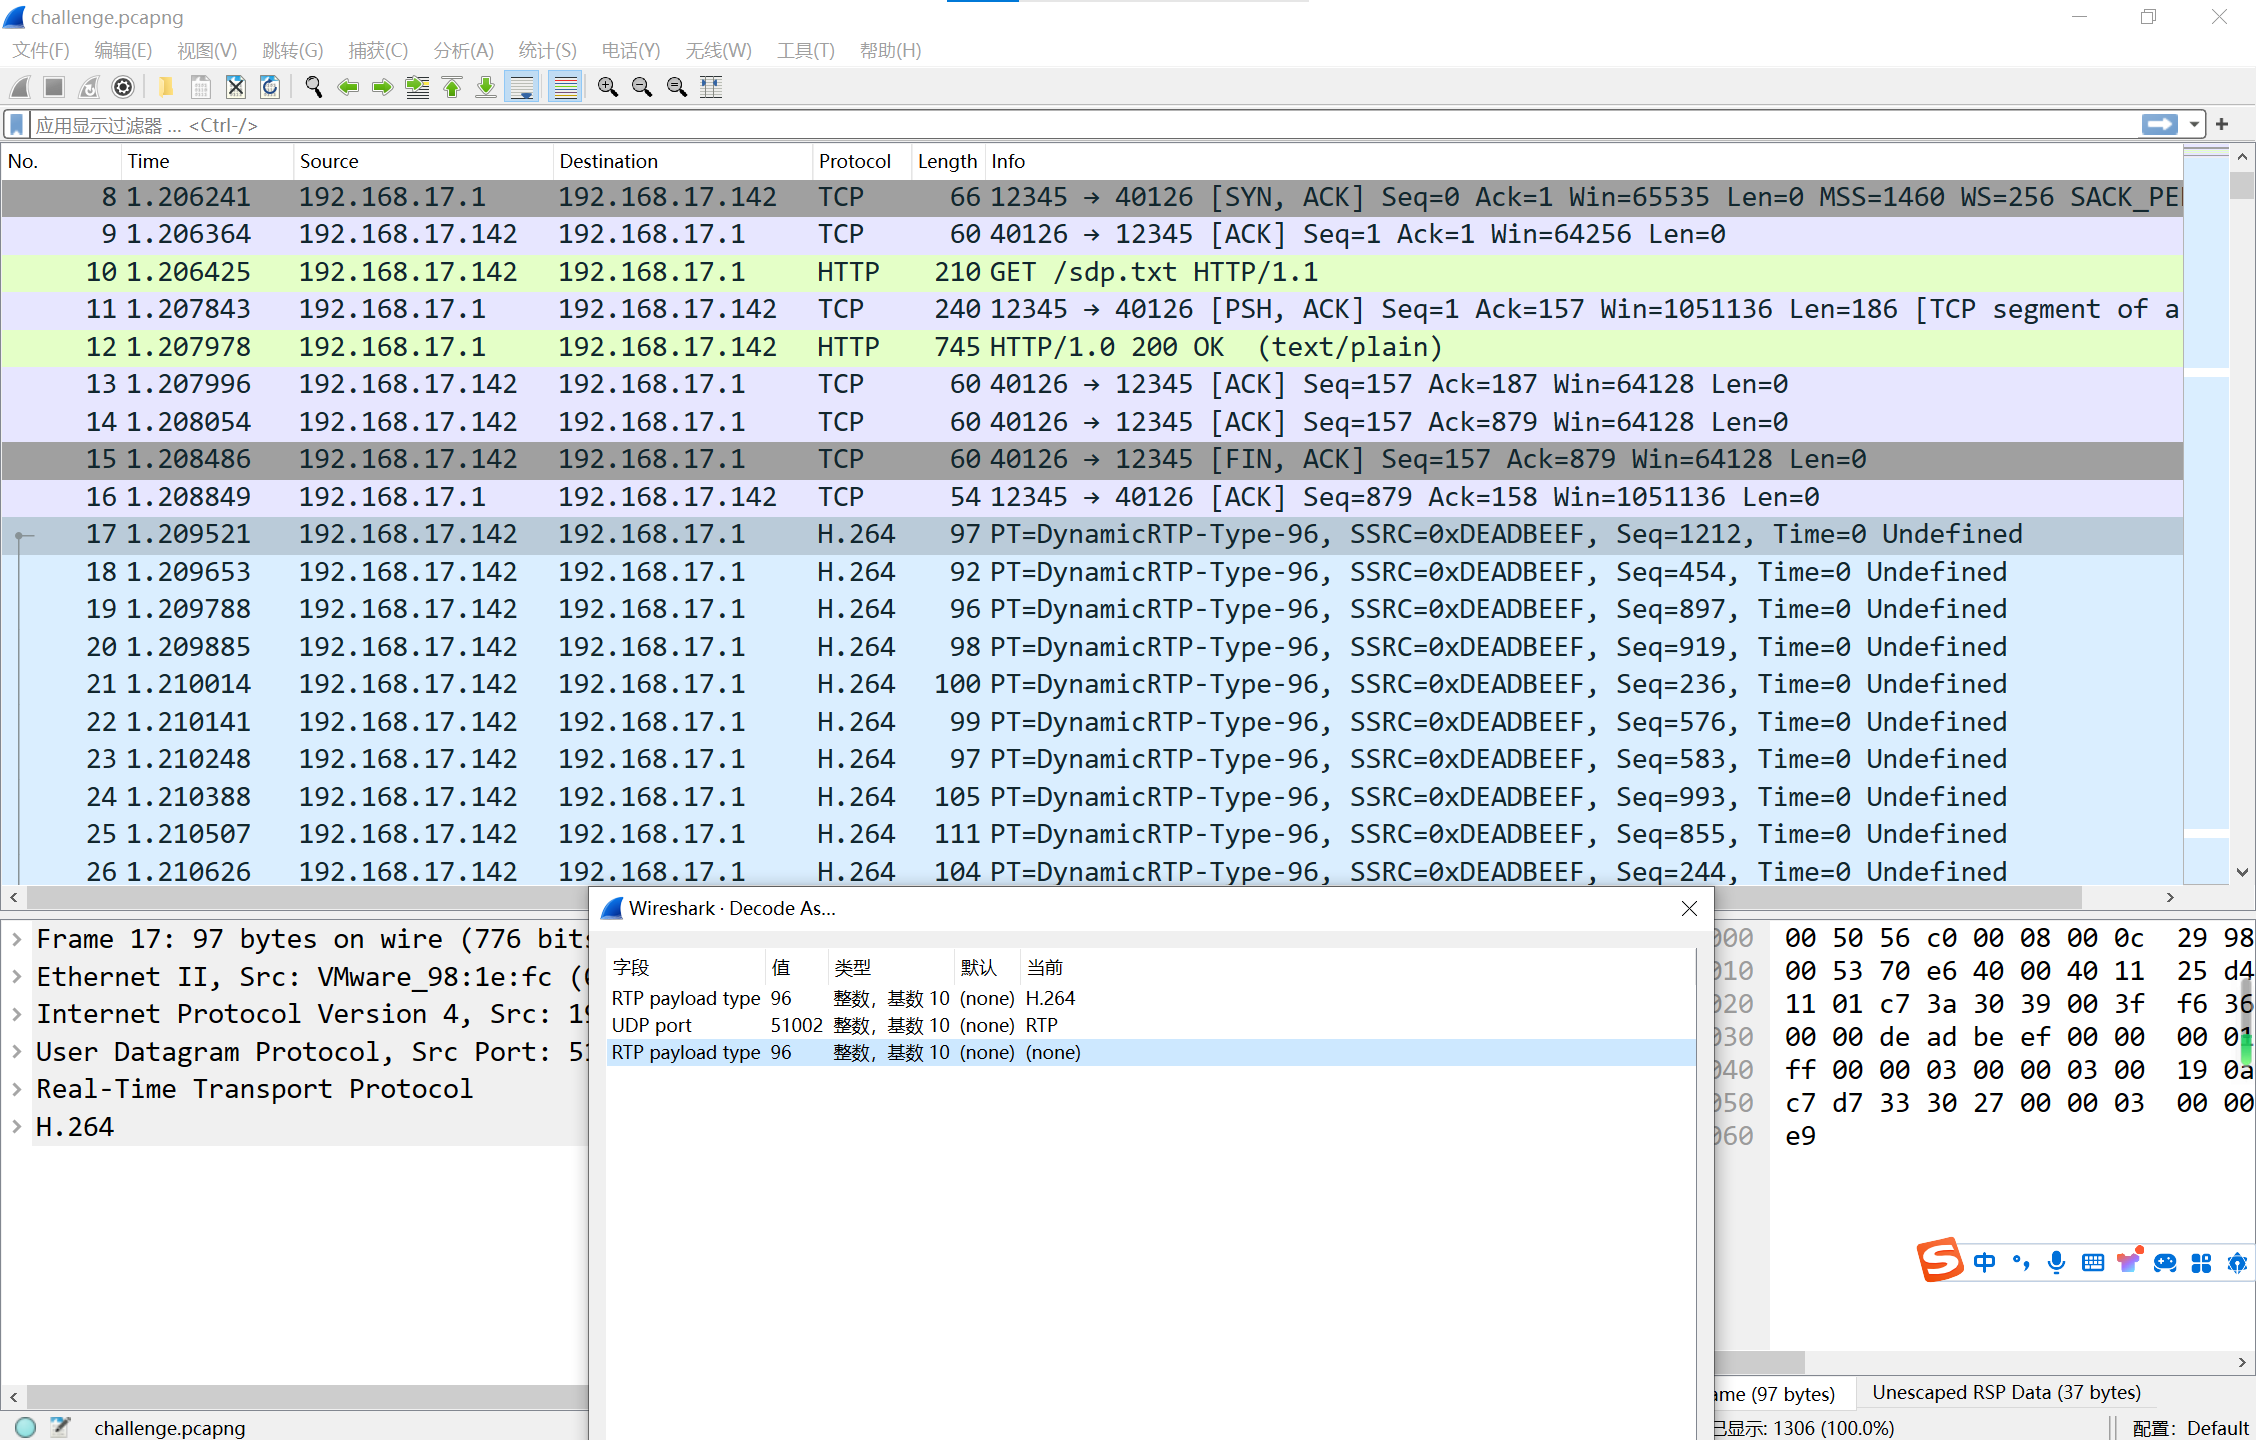 challenge.pcapng
文件(F) 编辑(E) 视图(V) 跳转(G) 捕获(C) 分析(A) 统计(S) 电话(Y) 无线(W) 工具(T) 帮助(H)
应用显示过滤器 … <Ctrl-/>
No. Time Source Destination Protocol Length Info
8 1.206241 192.168.17.1 192.168.17.142 TCP 66 12345 → 40126 [SYN, ACK] Seq=0 Ack=1 Win=65535 Len=0 MSS=1460 WS=256 SACK_PE
9 1.206364 192.168.17.142 192.168.17.1 TCP 60 40126 → 12345 [ACK] Seq=1 Ack=1 Win=64256 Len=0
10 1.206425 192.168.17.142 192.168.17.1 HTTP 210 GET /sdp.txt HTTP/1.1
11 1.207843 192.168.17.1 192.168.17.142 TCP 240 12345 → 40126 [PSH, ACK] Seq=1 Ack=157 Win=1051136 Len=186 [TCP segment of a
12 1.207978 192.168.17.1 192.168.17.142 HTTP 745 HTTP/1.0 200 OK  (text/plain)
13 1.207996 192.168.17.142 192.168.17.1 TCP 60 40126 → 12345 [ACK] Seq=157 Ack=187 Win=64128 Len=0
14 1.208054 192.168.17.142 192.168.17.1 TCP 60 40126 → 12345 [ACK] Seq=157 Ack=879 Win=64128 Len=0
15 1.208486 192.168.17.142 192.168.17.1 TCP 60 40126 → 12345 [FIN, ACK] Seq=157 Ack=879 Win=64128 Len=0
16 1.208849 192.168.17.1 192.168.17.142 TCP 54 12345 → 40126 [ACK] Seq=879 Ack=158 Win=1051136 Len=0
17 1.209521 192.168.17.142 192.168.17.1 H.264 97 PT=DynamicRTP-Type-96, SSRC=0xDEADBEEF, Seq=1212, Time=0 Undefined
18 1.209653 192.168.17.142 192.168.17.1 H.264 92 PT=DynamicRTP-Type-96, SSRC=0xDEADBEEF, Seq=454, Time=0 Undefined
19 1.209788 192.168.17.142 192.168.17.1 H.264 96 PT=DynamicRTP-Type-96, SSRC=0xDEADBEEF, Seq=897, Time=0 Undefined
20 1.209885 192.168.17.142 192.168.17.1 H.264 98 PT=DynamicRTP-Type-96, SSRC=0xDEADBEEF, Seq=919, Time=0 Undefined
21 1.210014 192.168.17.142 192.168.17.1 H.264 100 PT=DynamicRTP-Type-96, SSRC=0xDEADBEEF, Seq=236, Time=0 Undefined
22 1.210141 192.168.17.142 192.168.17.1 H.264 99 PT=DynamicRTP-Type-96, SSRC=0xDEADBEEF, Seq=576, Time=0 Undefined
23 1.210248 192.168.17.142 192.168.17.1 H.264 97 PT=DynamicRTP-Type-96, SSRC=0xDEADBEEF, Seq=583, Time=0 Undefined
24 1.210388 192.168.17.142 192.168.17.1 H.264 105 PT=DynamicRTP-Type-96, SSRC=0xDEADBEEF, Seq=993, Time=0 Undefined
25 1.210507 192.168.17.142 192.168.17.1 H.264 111 PT=DynamicRTP-Type-96, SSRC=0xDEADBEEF, Seq=855, Time=0 Undefined
26 1.210626 192.168.17.142 192.168.17.1 H.264 104 PT=DynamicRTP-Type-96, SSRC=0xDEADBEEF, Seq=244, Time=0 Undefined
Frame 17: 97 bytes on wire (776 bits
Ethernet II, Src: VMware_98:1e:fc (
Internet Protocol Version 4, Src: 19
User Datagram Protocol, Src Port: 51
Real-Time Transport Protocol
H.264
Wireshark · Decode As…
字段 值 类型 默认 当前
RTP payload type 96 整数，基数 10 (none) H.264
UDP port 51002 整数，基数 10 (none) RTP
RTP payload type 96 整数，基数 10 (none) (none)
000 00 50 56 c0 00 08 00 0c 29 98
010 00 53 70 e6 40 00 40 11 25 d4
020 11 01 c7 3a 30 39 00 3f f6 36
030 00 00 de ad be ef 00 00 00 01
040 ff 00 00 03 00 00 03 00 19 0a
050 c7 d7 33 30 27 00 00 03 00 00
060 e9
中
ame (97 bytes) Unescaped RSP Data (37 bytes)
challenge.pcapng
已显示: 1306 (100.0%) 配置：Default